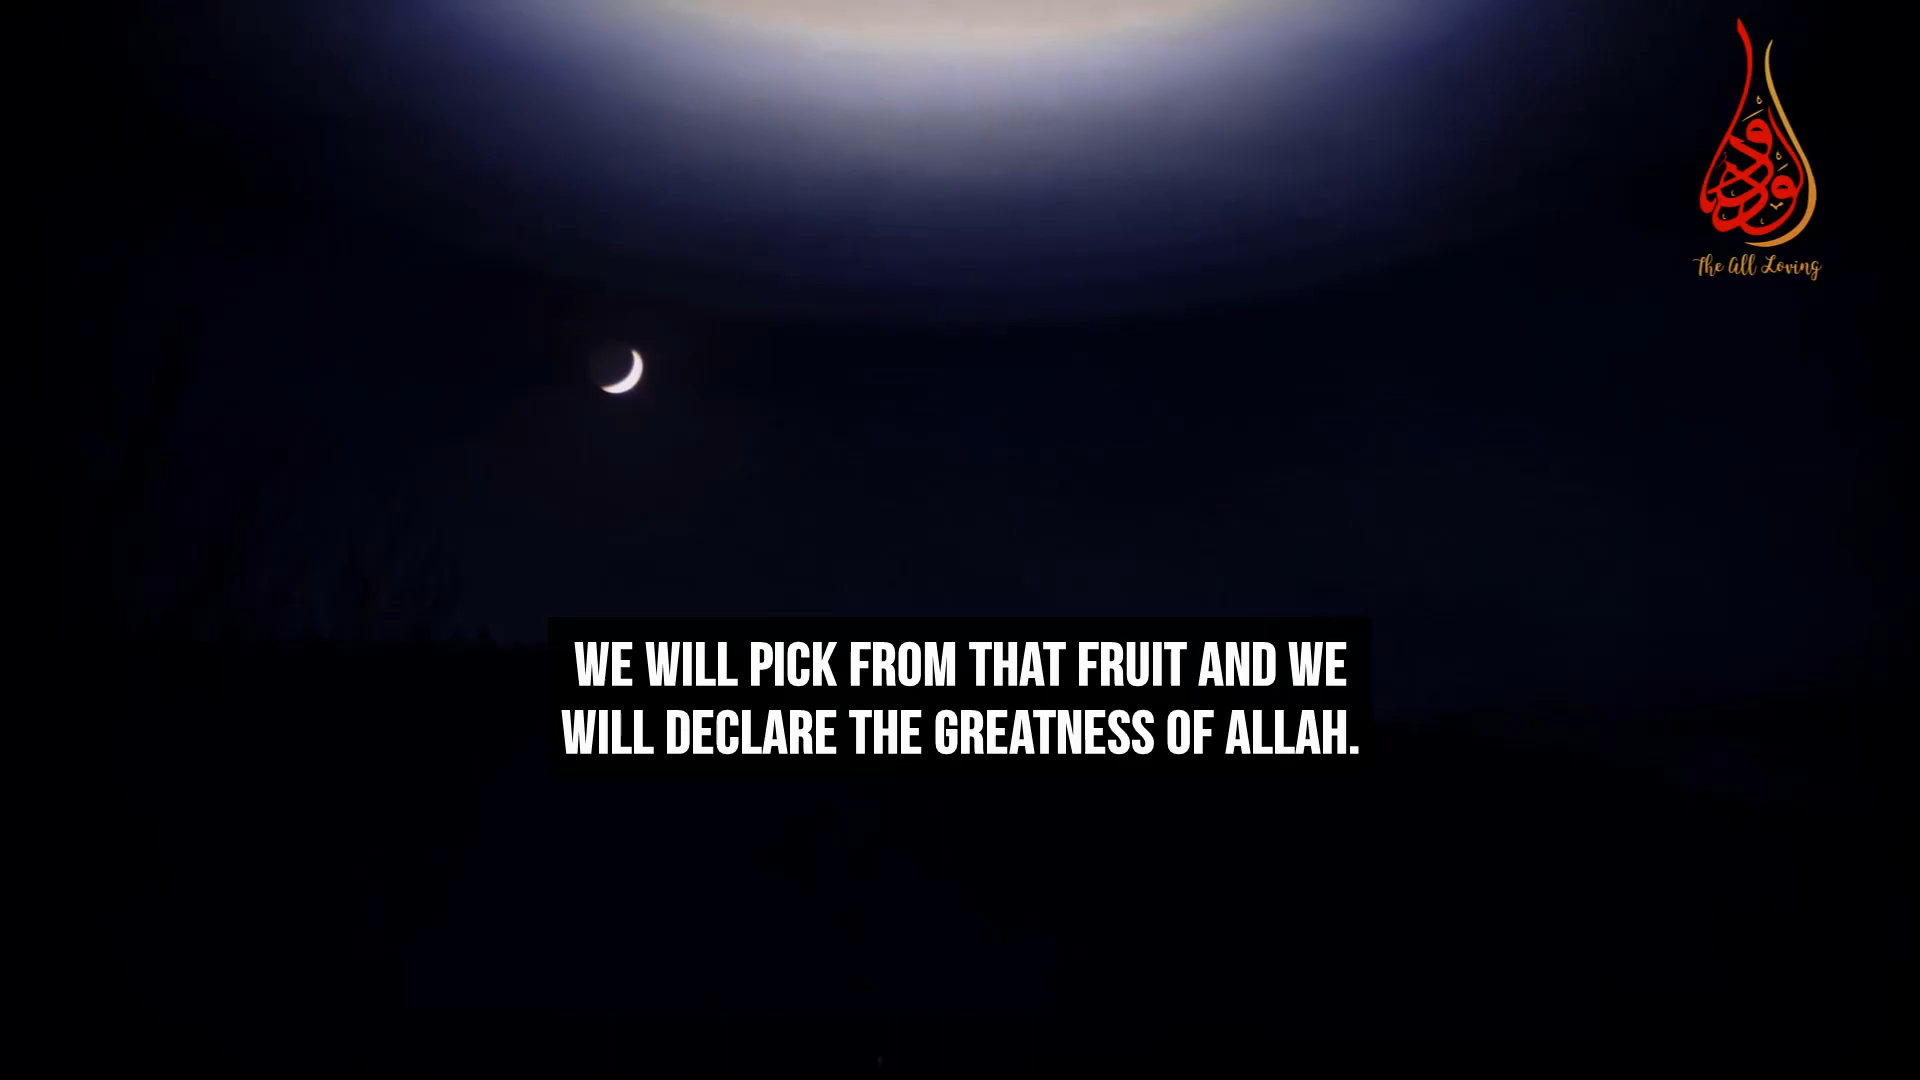 The All Loving
WE WILL PICK FROM THAT FRUIT AND WE
WILL DECLARE THE GREATNESS OF ALLAH.